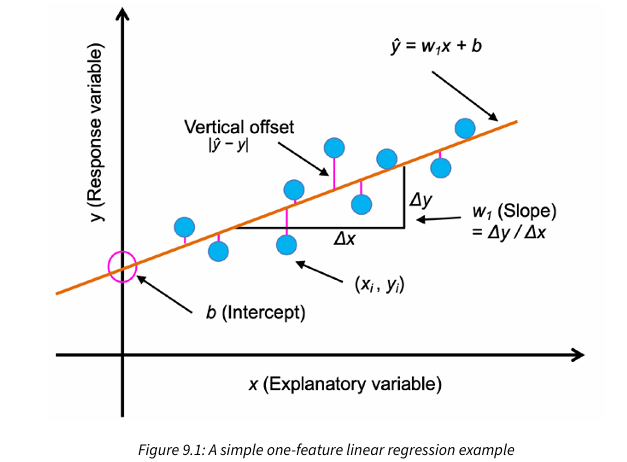 ŷ = w₁x + b
y (Response variable)
Vertical offset
|ŷ – y|
Δy
w₁ (Slope)
= Δy / Δx
Δx
(xᵢ, yᵢ)
b (Intercept)
x (Explanatory variable)
Figure 9.1: A simple one-feature linear regression example